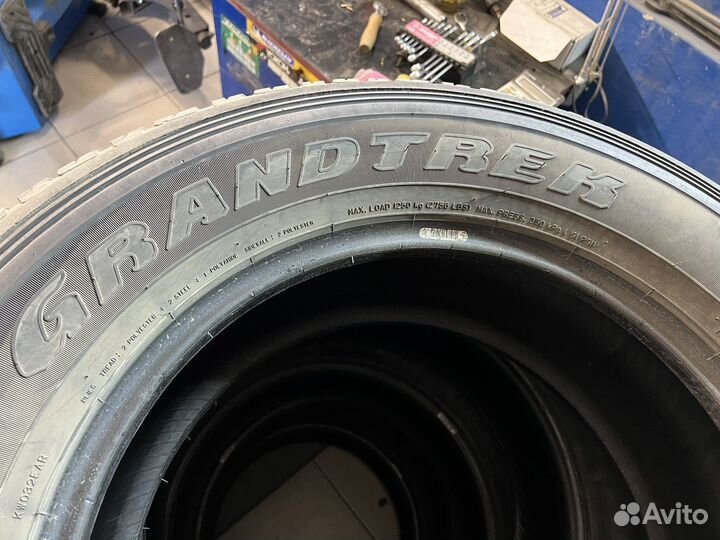 GRANDTREK
MAX. LOAD 1250 kg (2756 LBS) MAX. PRESS. 350 KPA (51 PSI)
PLIES TREAD: 2 POLYESTER + 2 STEEL + 1 POLYAMIDE SIDEWALL: 2 POLYESTER
KW032EAR
Avito